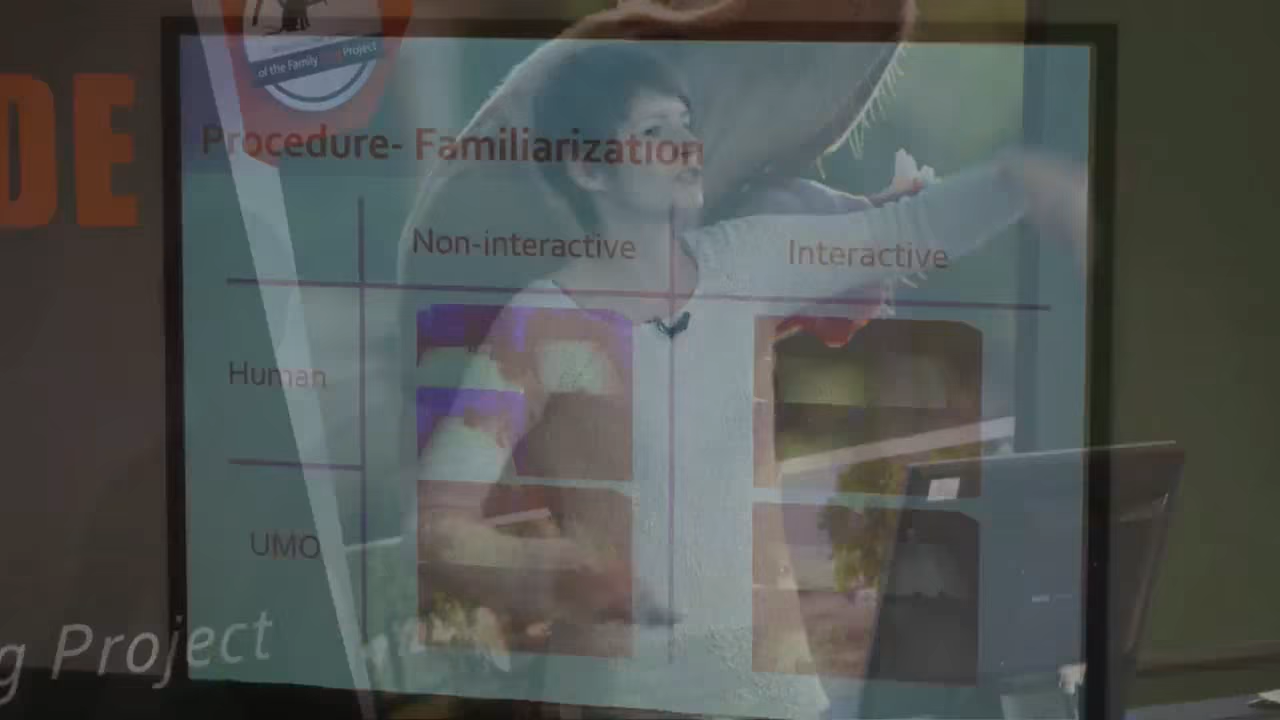 of the Family Project
DE
Procedure- Familiarization
Non-interactive Interactive
Human
UMO
g Project